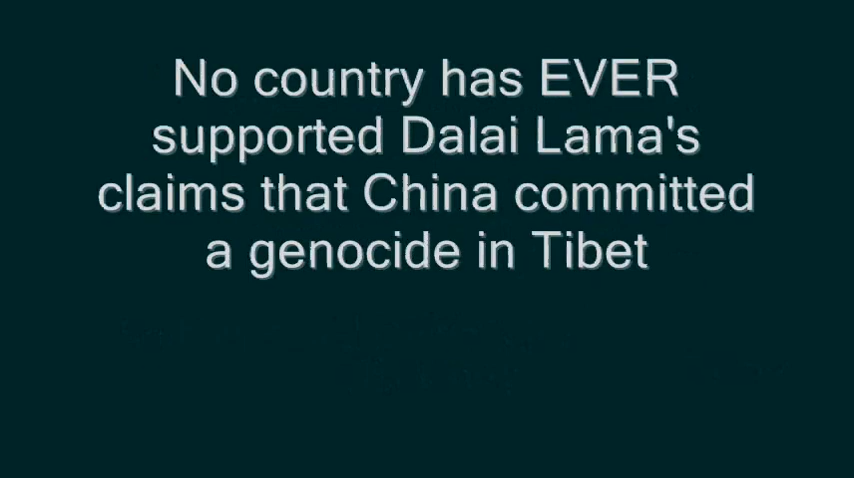 No country has EVER
supported Dalai Lama's
claims that China committed
a genocide in Tibet